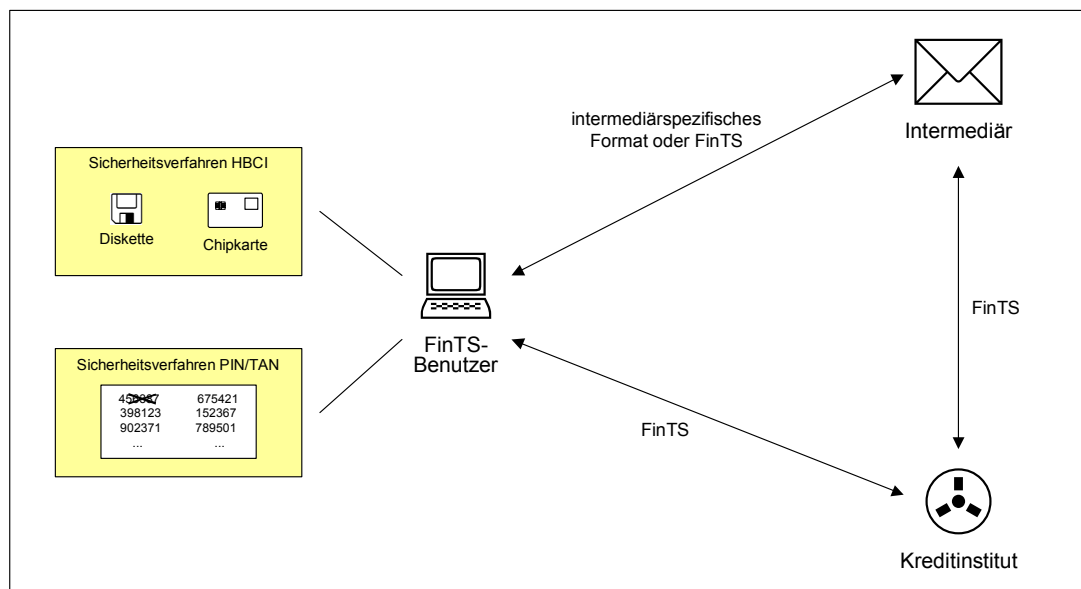 Sicherheitsverfahren HBCI
Diskette
Chipkarte
Sicherheitsverfahren PIN/TAN
675421
398123
152367
902371
789501
...
...
FinTS-
Benutzer
intermediärspezifisches
Format oder FinTS
Intermediär
FinTS
FinTS
Kreditinstitut